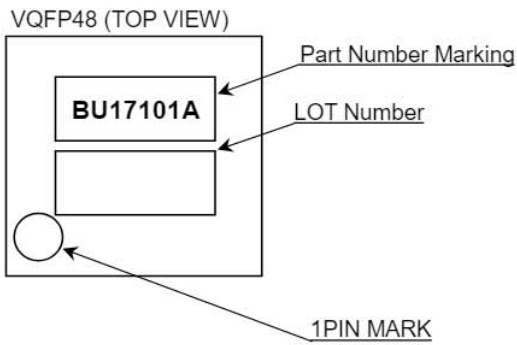 VQFP48 (TOP VIEW)
Part Number Marking
BU17101A
LOT Number
1PIN MARK